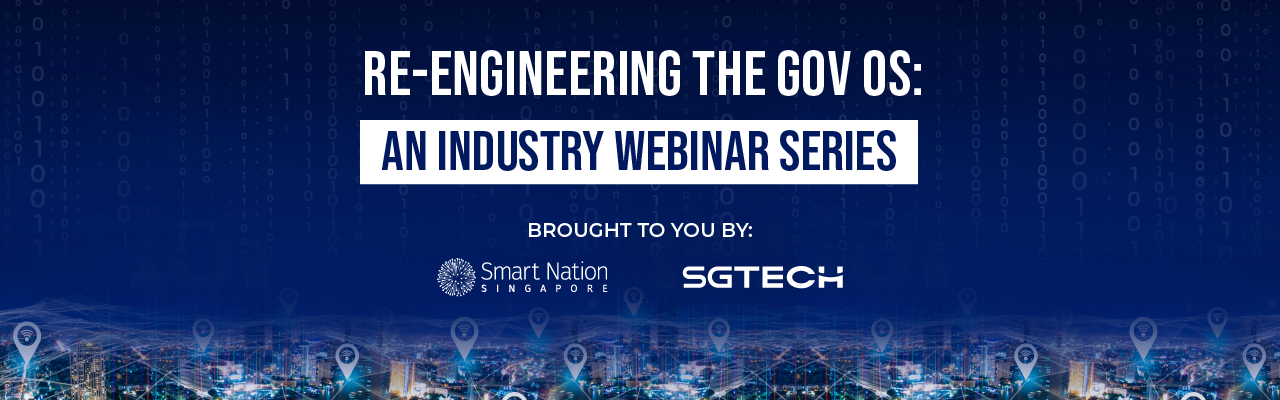 RE-ENGINEERING THE GOV OS:
AN INDUSTRY WEBINAR SERIES
BROUGHT TO YOU BY:
Smart Nation
SINGAPORE
SGTECH